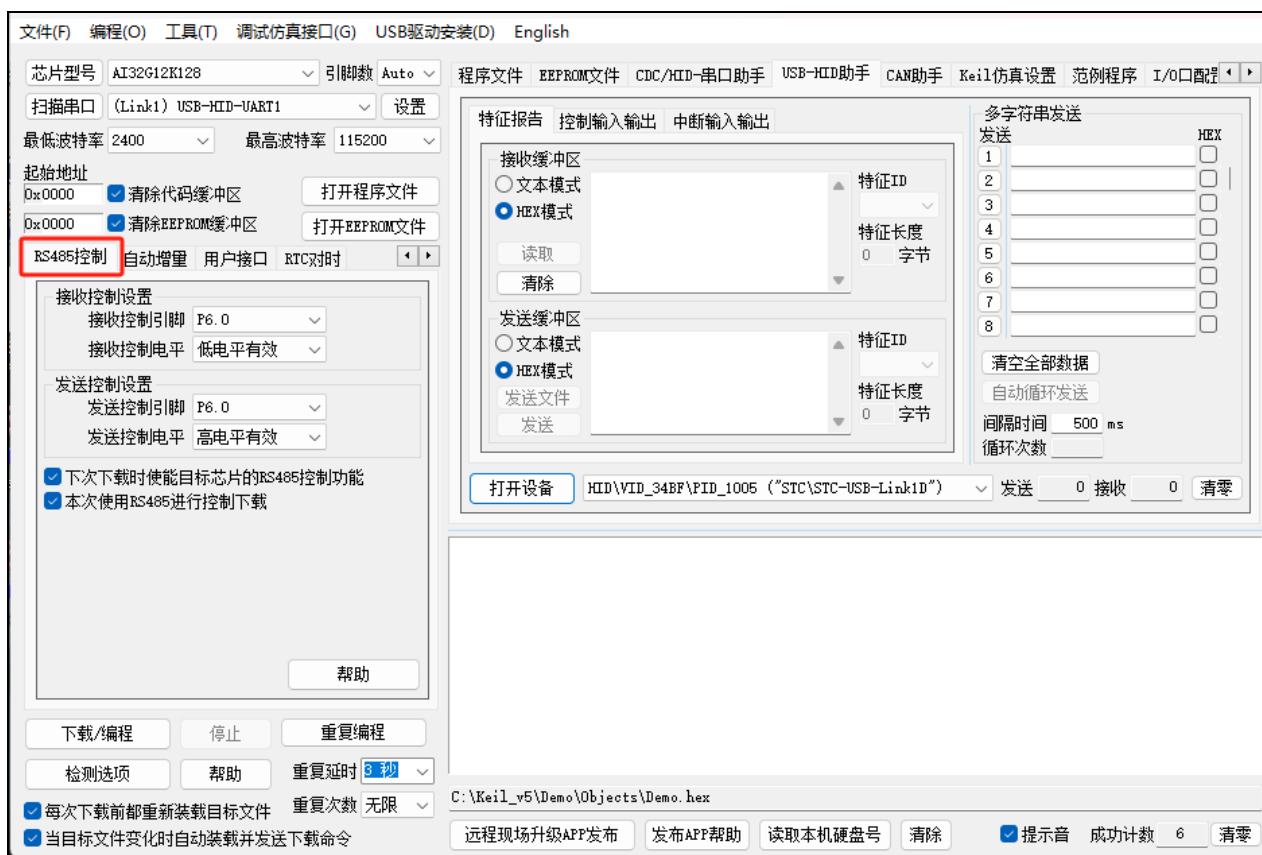 文件(F) 编程(O) 工具(T) 调试仿真接口(G) USB驱动安装(D) English
芯片型号 AI32G12K128 引脚数 Auto
扫描串口 (Link1) USB-HID-UART1 设置
最低波特率 2400 最高波特率 115200
起始地址
0x0000 清除代码缓冲区 打开程序文件
0x0000 清除EEPROM缓冲区 打开EEPROM文件
RS485控制 自动增量 用户接口 RTC对时
接收控制设置
接收控制引脚 P6.0
接收控制电平 低电平有效
发送控制设置
发送控制引脚 P6.0
发送控制电平 高电平有效
下次下载时使能目标芯片的RS485控制功能
本次使用RS485进行控制下载
帮助
下载/编程 停止 重复编程
检测选项 帮助 重复延时 3 秒
每次下载前都重新装载目标文件 重复次数 无限
当目标文件变化时自动装载并发送下载命令
程序文件 EEPROM文件 CDC/HID-串口助手 USB-HID助手 CAN助手 Keil仿真设置 范例程序 I/O口配
特征报告 控制输入输出 中断输入输出
接收缓冲区
文本模式 特征ID
HEX模式
特征长度
读取 0 字节
清除
发送缓冲区
文本模式 特征ID
HEX模式
发送文件 特征长度
发送 0 字节
多字符串发送
发送 HEX
1
2
3
4
5
6
7
8
清空全部数据
自动循环发送
间隔时间 500 ms
循环次数
打开设备 HID\VID_34BF\PID_1005 ("STC\STC-USB-Link1D") 发送 0 接收 0 清零
C:\Keil_v5\Demo\Objects\Demo.hex
远程现场升级APP发布 发布APP帮助 读取本机硬盘号 清除 提示音 成功计数 6 清零